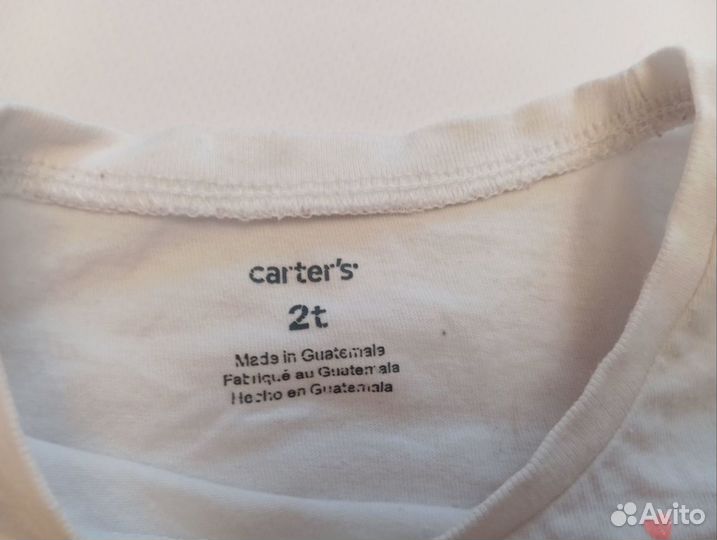 carter's
2t
Made in Guatemala
Fabriqué au Guatemala
Hecho en Guatemala
Avito